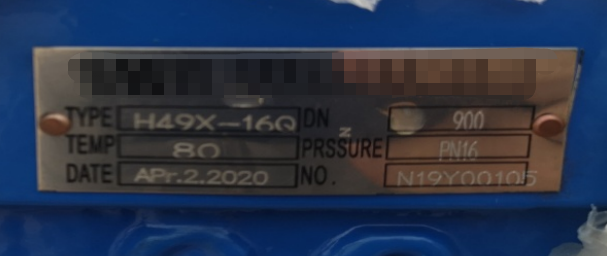 TYPE H49X-16Q DN 900
TEMP 80 PRSSURE PN16
DATE APr.2.2020 NO. N19Y00105